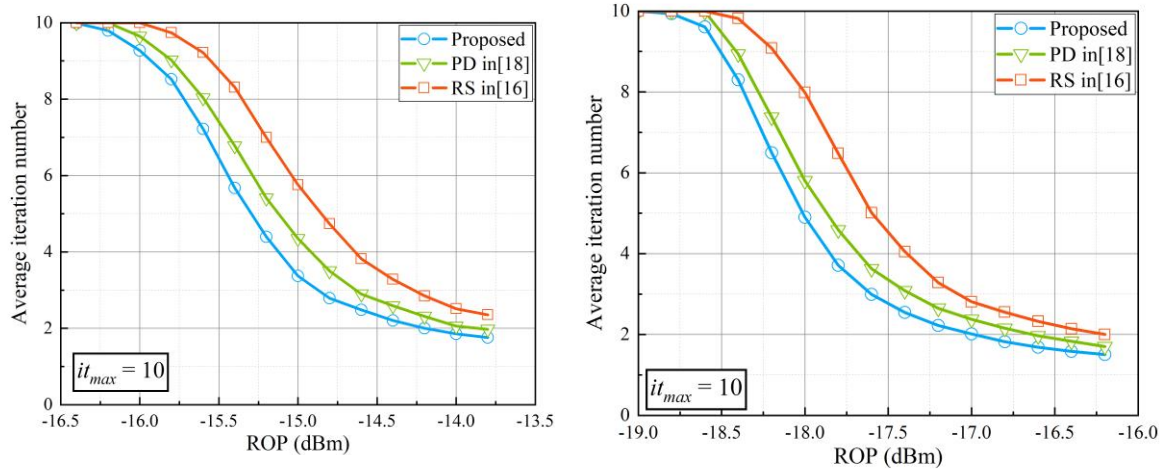 10
8
6
4
2
0
Average iteration number
Proposed
PD in[18]
RS in[16]
it_max = 10
-16.5 -16.0 -15.5 -15.0 -14.5 -14.0 -13.5
ROP (dBm)
10
8
6
4
2
0
Average iteration number
Proposed
PD in[18]
RS in[16]
it_max = 10
-19.0 -18.5 -18.0 -17.5 -17.0 -16.5 -16.0
ROP (dBm)